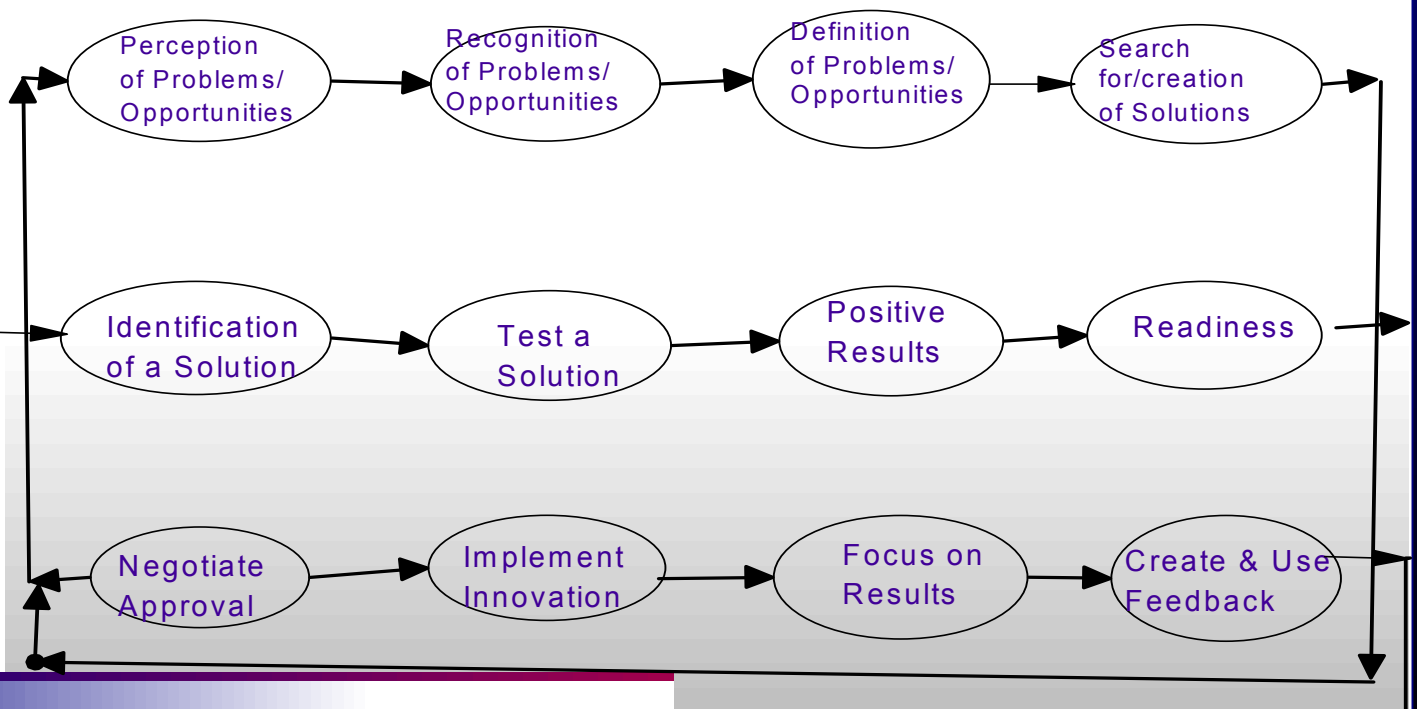 Perception
of Problems/
Opportunities
Recognition
of Problems/
Opportunities
Definition
of Problems/
Opportunities
Search
for/creation
of Solutions
Identification
of a Solution
Test a
Solution
Positive
Results
Readiness
Negotiate
Approval
Implement
Innovation
Focus on
Results
Create & Use
Feedback